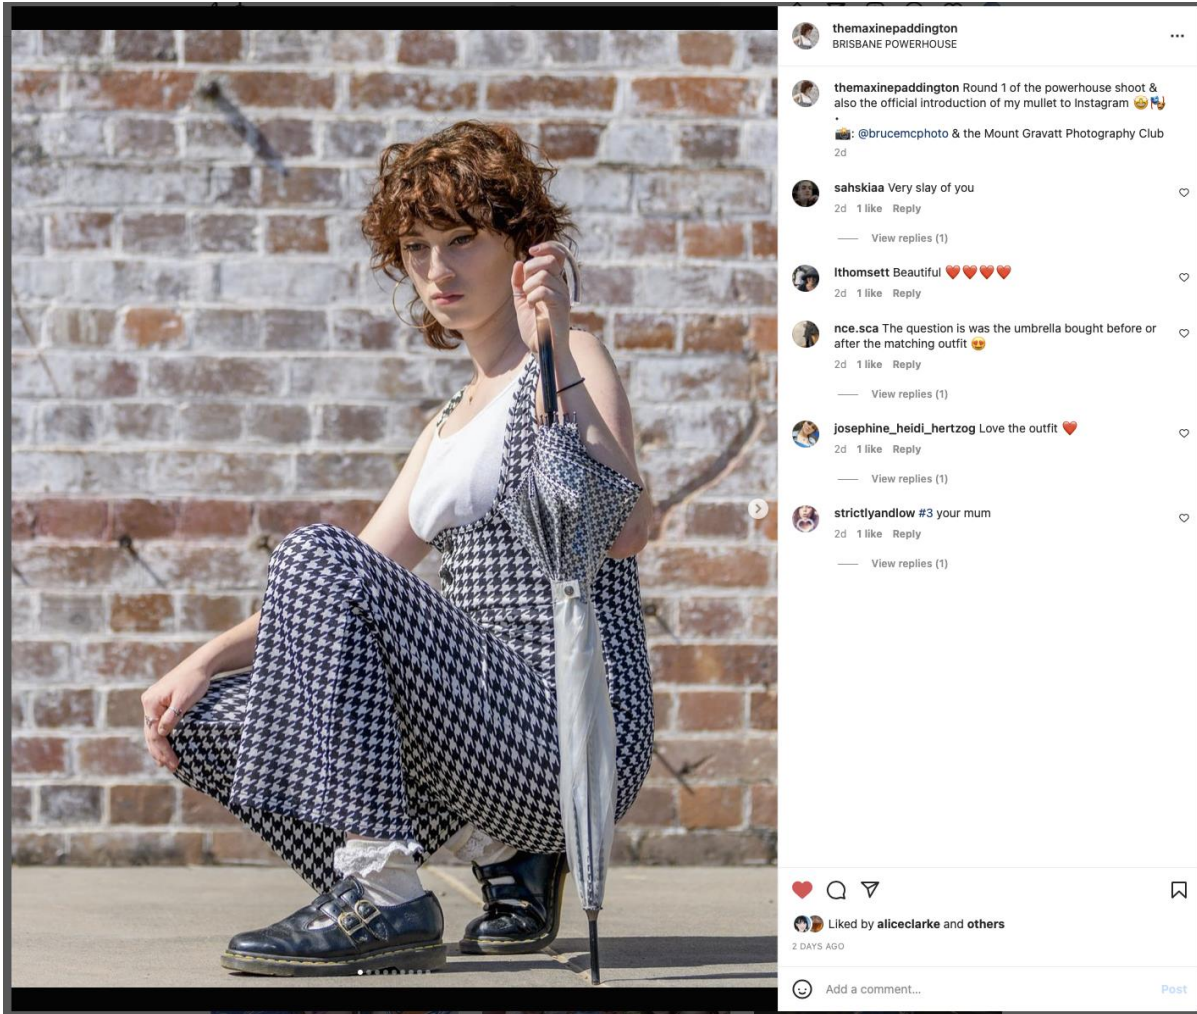 themaxinepaddington
BRISBANE POWERHOUSE
themaxinepaddington Round 1 of the powerhouse shoot &
also the official introduction of my mullet to Instagram 🤩👩🏻‍🎤
•
📸: @brucemcphoto & the Mount Gravatt Photography Club
2d
sahskiaa Very slay of you
2d 1 like Reply
View replies (1)
lthomsett Beautiful ❤️❤️❤️❤️
2d 1 like Reply
nce.sca The question is was the umbrella bought before or
after the matching outfit 😍
2d 1 like Reply
View replies (1)
josephine_heidi_hertzog Love the outfit ❤️
2d 1 like Reply
View replies (1)
strictlyandlow #3 your mum
2d 1 like Reply
View replies (1)
Liked by aliceclarke and others
2 DAYS AGO
Add a comment...
Post